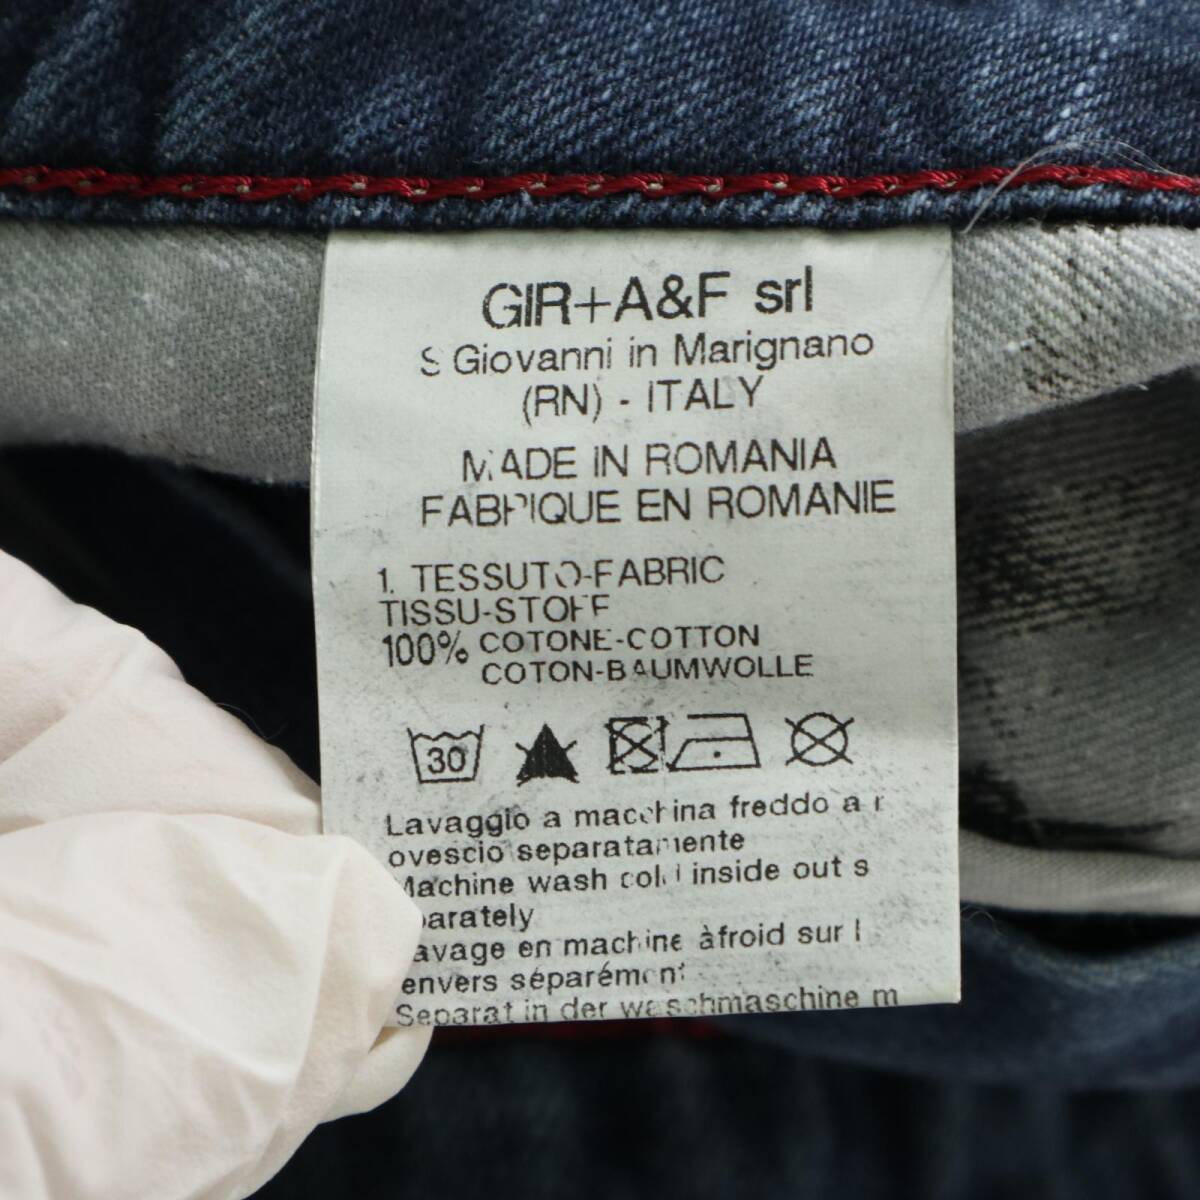 GIR+A&F srl
S Giovanni in Marignano
(RN) - ITALY
MADE IN ROMANIA
FABRIQUE EN ROMANIE
1. TESSUTO-FABRIC
TISSU-STOFF
100% COTONE-COTTON
COTON-BAUMWOLLE
30
Lavaggio a macchina freddo a r
ovescio separatamente
Machine wash cold inside out s
parately
avage en machine àfroid sur l
envers séparément
Separat in der waschmaschine m